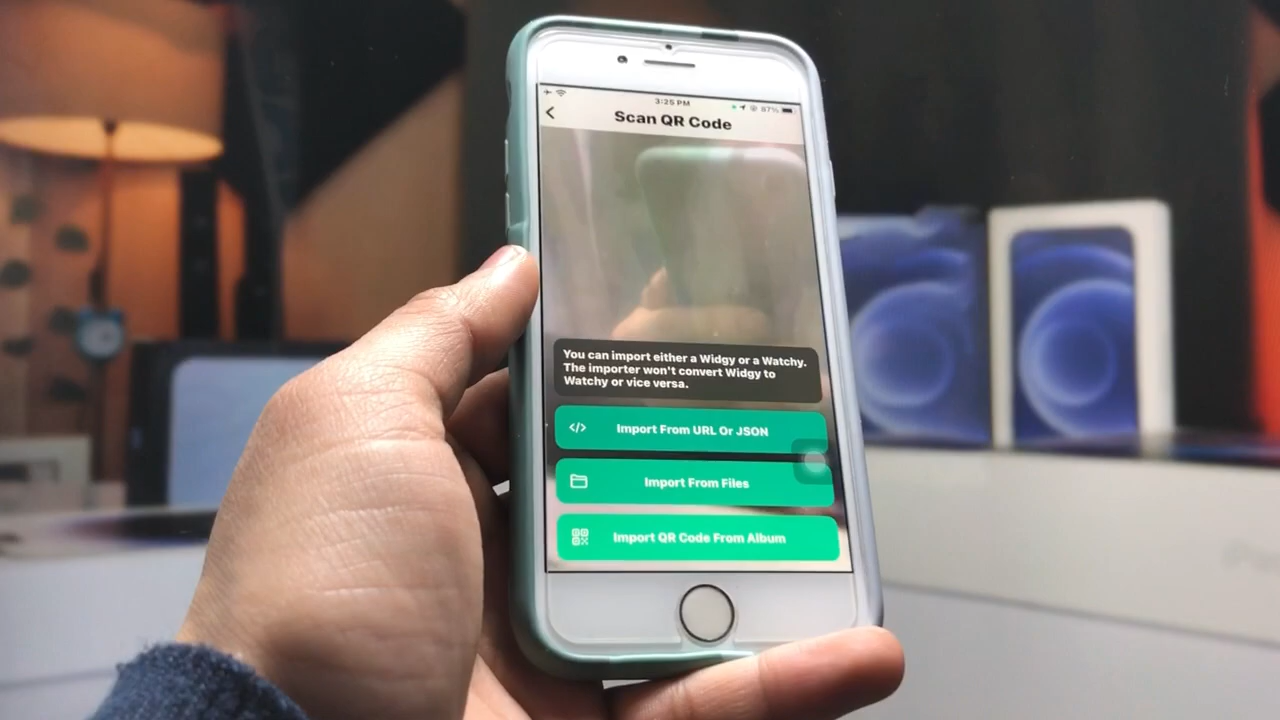 3:25 PM
87%
Scan QR Code
You can import either a Widgy or a Watchy.
The importer won't convert Widgy to
Watchy or vice versa.
</> Import From URL Or JSON
Import From Files
Import QR Code From Album